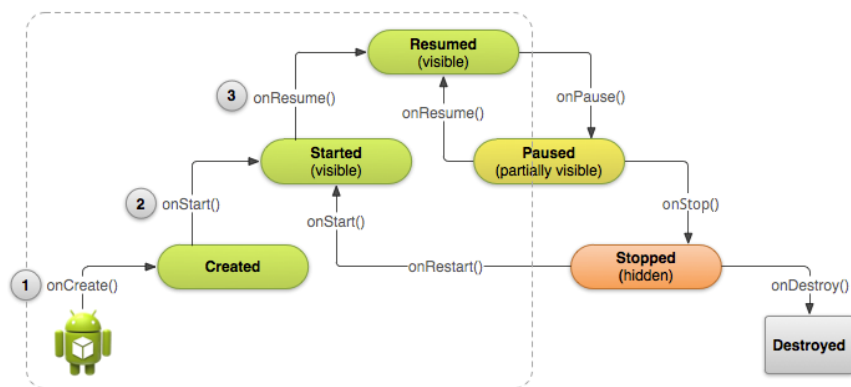 Resumed
(visible)
3
onResume()
onResume()
onPause()
Started
(visible)
Paused
(partially visible)
2
onStart()
onStart()
onStop()
Created
onRestart()
Stopped
(hidden)
1
onCreate()
onDestroy()
Destroyed